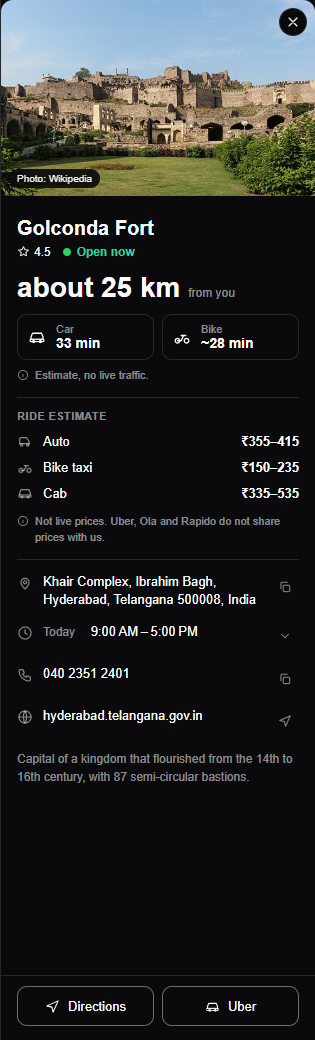 Photo: Wikipedia
Golconda Fort
4.5 Open now
about 25 km from you
Car
33 min
Bike
~28 min
Estimate, no live traffic.
RIDE ESTIMATE
Auto ₹355–415
Bike taxi ₹150–235
Cab ₹335–535
Not live prices. Uber, Ola and Rapido do not share
prices with us.
Khair Complex, Ibrahim Bagh,
Hyderabad, Telangana 500008, India
Today 9:00 AM – 5:00 PM
040 2351 2401
hyderabad.telangana.gov.in
Capital of a kingdom that flourished from the 14th to
16th century, with 87 semi-circular bastions.
Directions
Uber